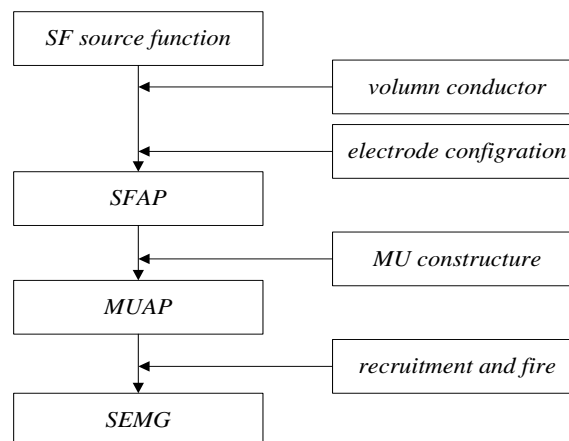 SF source function
volumn conductor
electrode configration
SFAP
MU constructure
MUAP
recruitment and fire
SEMG